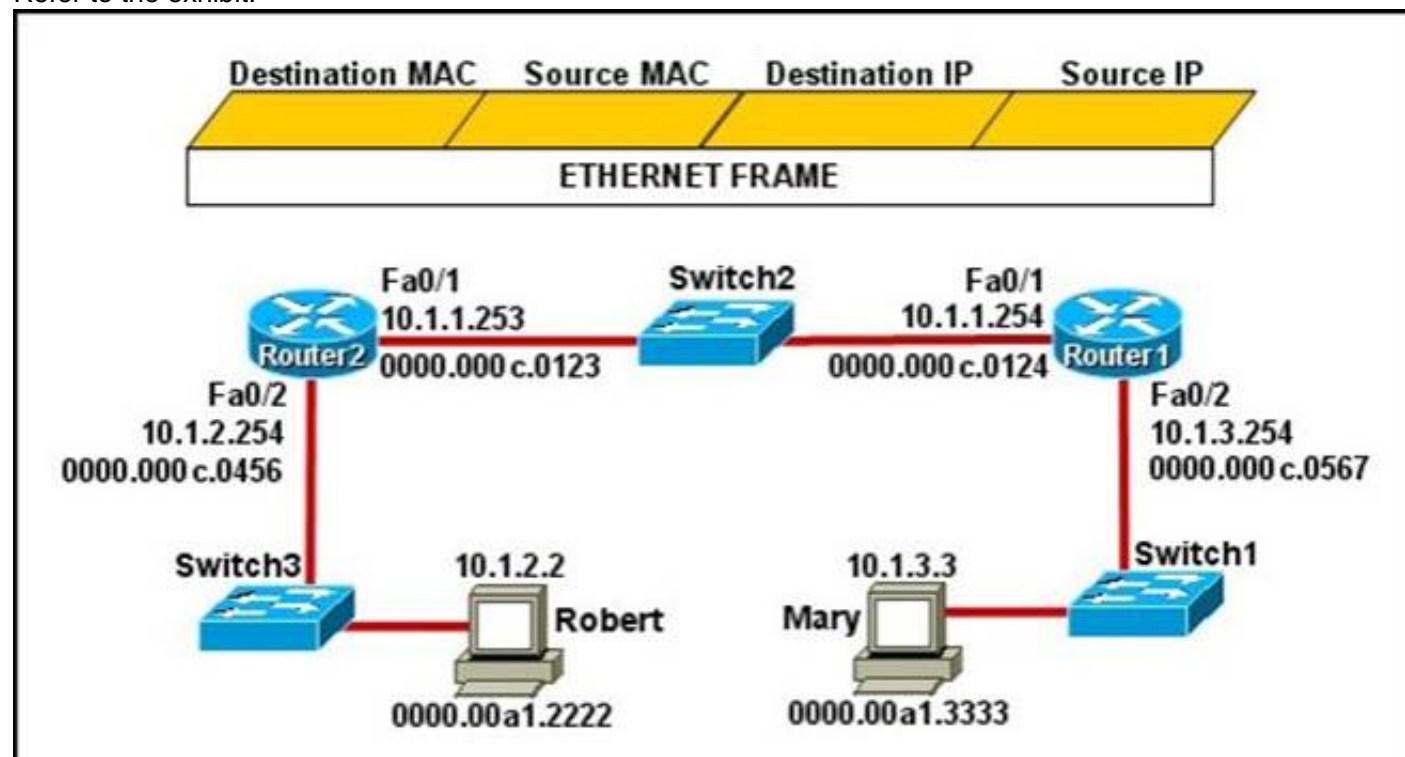 Refer to the exhibit.
Destination MAC Source MAC Destination IP Source IP
ETHERNET FRAME
Fa0/1
10.1.1.253
0000.000c.0123
Router2
Switch2
Fa0/1
10.1.1.254
0000.000c.0124
Router1
Fa0/2
10.1.2.254
0000.000c.0456
Fa0/2
10.1.3.254
0000.000c.0567
Switch3
10.1.2.2
Robert
0000.00a1.2222
10.1.3.3
Mary
0000.00a1.3333
Switch1